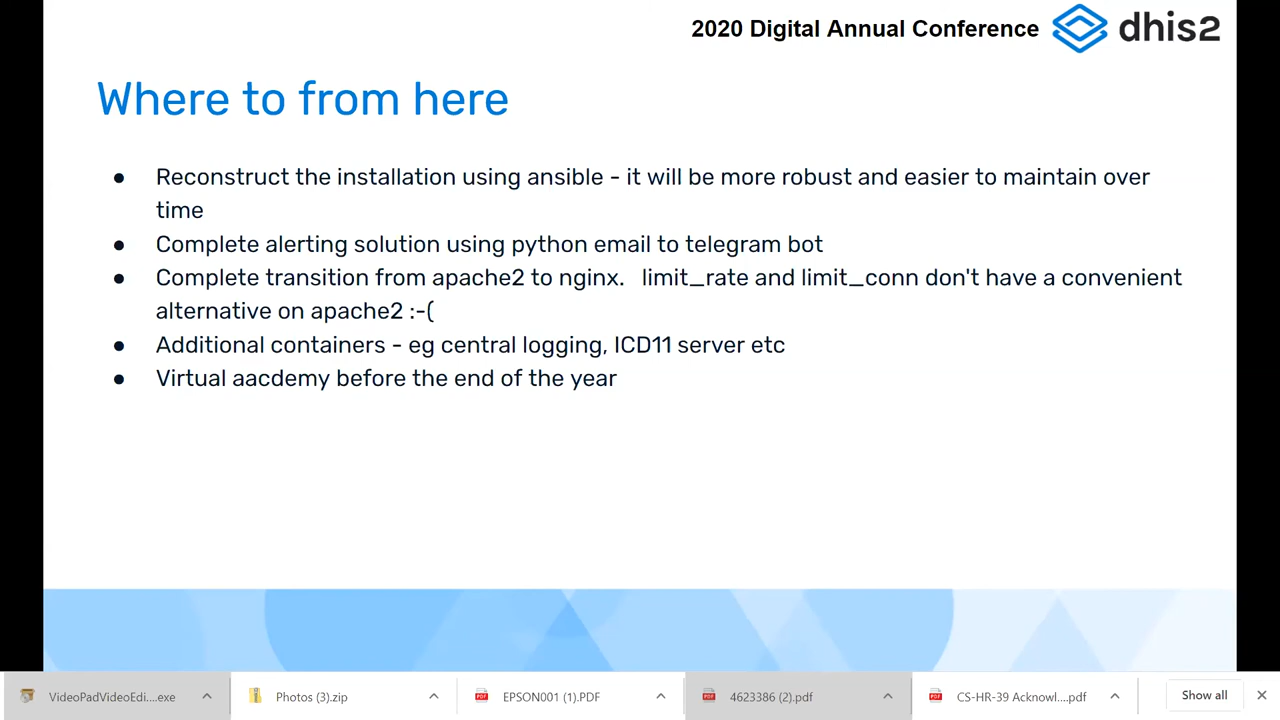 2020 Digital Annual Conference dhis2
Where to from here
● Reconstruct the installation using ansible - it will be more robust and easier to maintain over
time
● Complete alerting solution using python email to telegram bot
● Complete transition from apache2 to nginx. limit_rate and limit_conn don't have a convenient
alternative on apache2 :-(
● Additional containers - eg central logging, ICD11 server etc
● Virtual aacdemy before the end of the year
VideoPadVideoEdi....exe Photos (3).zip PDF EPSON001 (1).PDF PDF 4623386 (2).pdf PDF CS-HR-39 Acknowl....pdf Show all